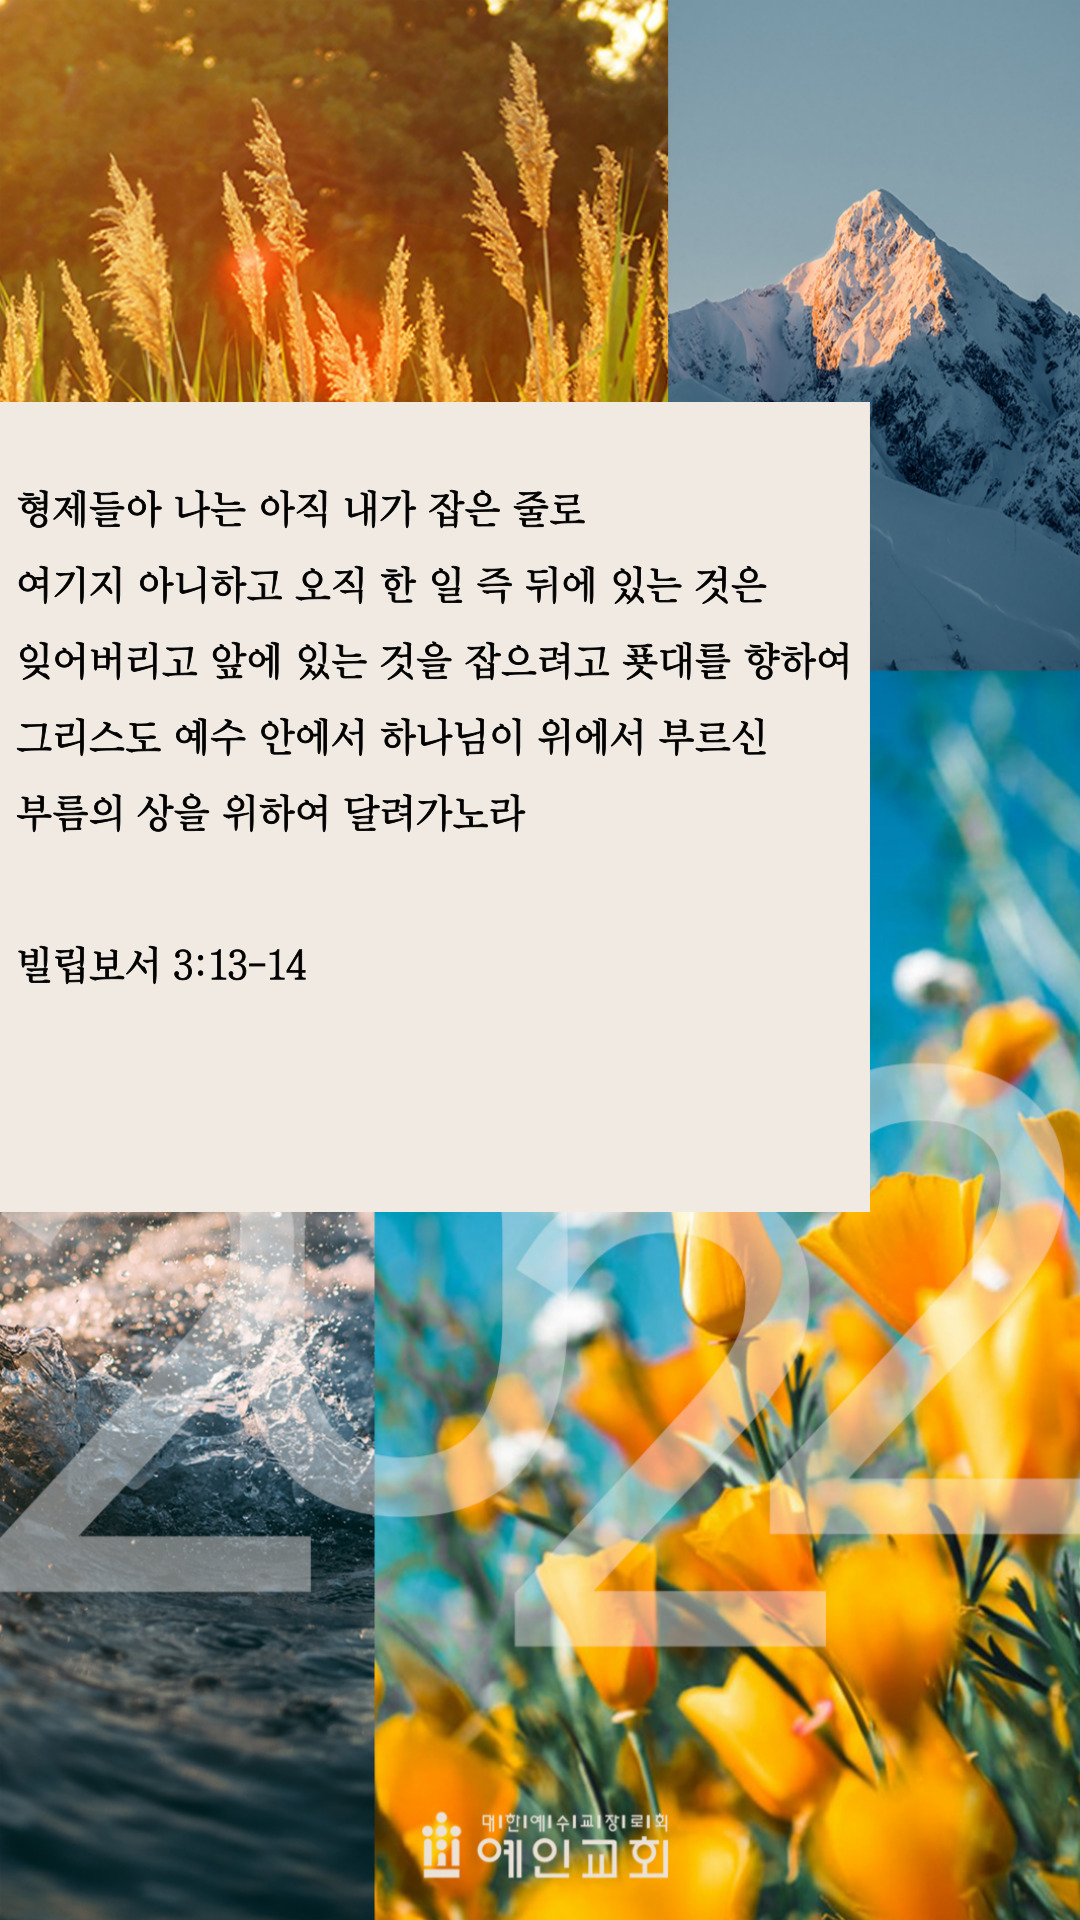 형제들아 나는 아직 내가 잡은 줄로
여기지 아니하고 오직 한 일 즉 뒤에 있는 것은
잊어버리고 앞에 있는 것을 잡으려고 푯대를 향하여
그리스도 예수 안에서 하나님이 위에서 부르신
부름의 상을 위하여 달려가노라
빌립보서 3:13-14
2022
대한예수교장로회
예인교회